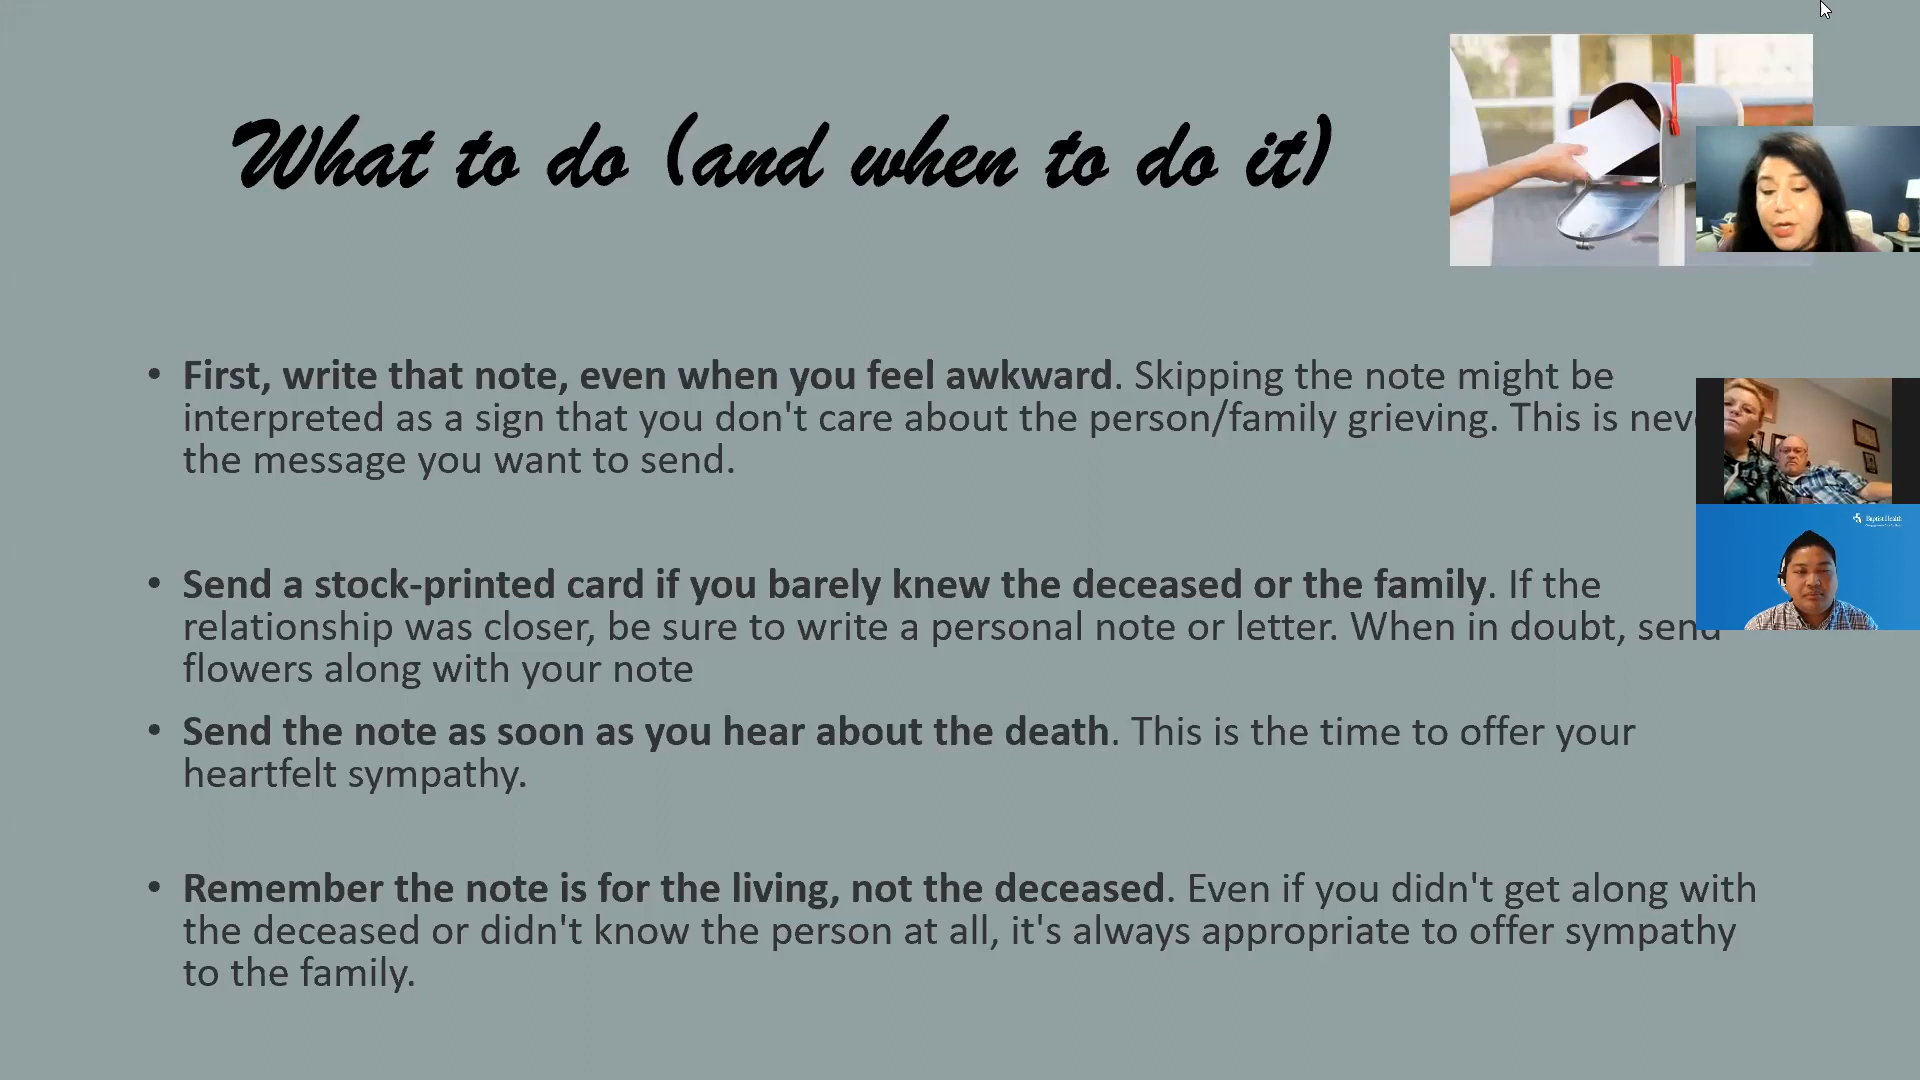 What to do (and when to do it)
• First, write that note, even when you feel awkward. Skipping the note might be
interpreted as a sign that you don't care about the person/family grieving. This is
the message you want to send.
• Send a stock-printed card if you barely knew the deceased or the family. If the
relationship was closer, be sure to write a personal note or letter. When in doubt, send
flowers along with your note
• Send the note as soon as you hear about the death. This is the time to offer your
heartfelt sympathy.
• Remember the note is for the living, not the deceased. Even if you didn't get along with
the deceased or didn't know the person at all, it's always appropriate to offer sympathy
to the family.
Baptist Health